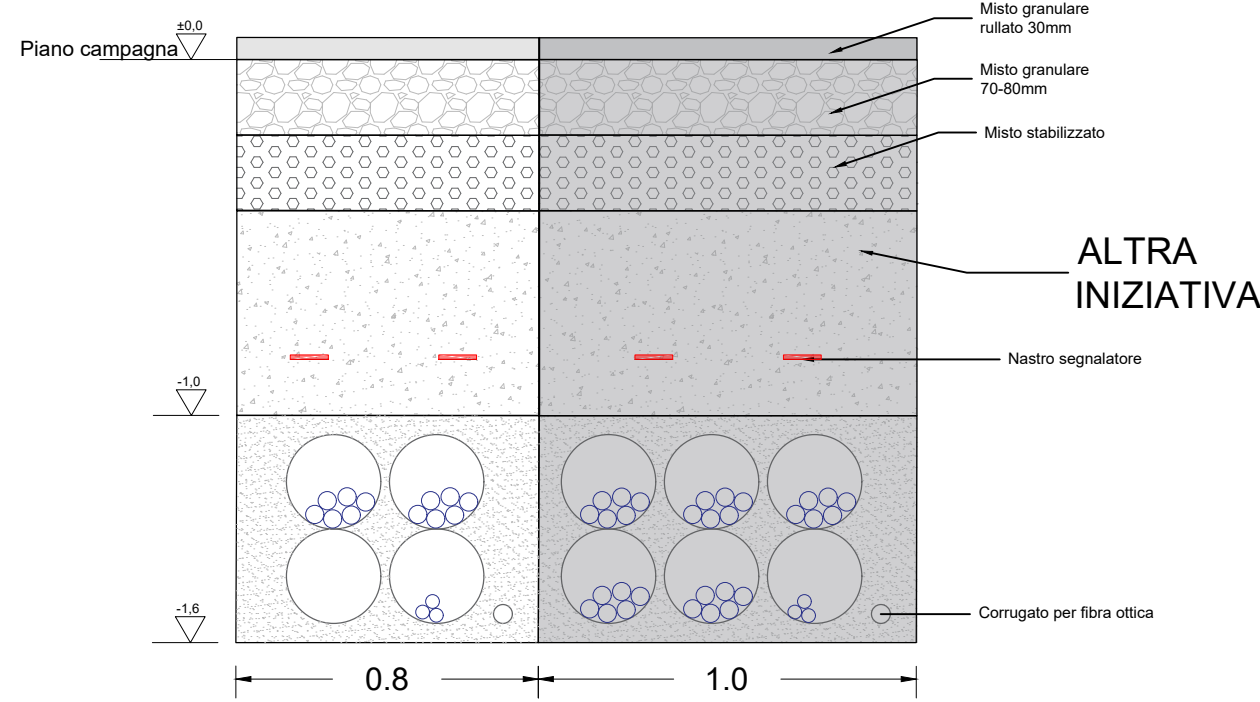 Misto granulare
rullato 30mm
±0,0
Piano campagna
Misto granulare
70-80mm
Misto stabilizzato
ALTRA
INIZIATIVA
Nastro segnalatore
-1,0
-1,6
Corrugato per fibra ottica
0.8
1.0